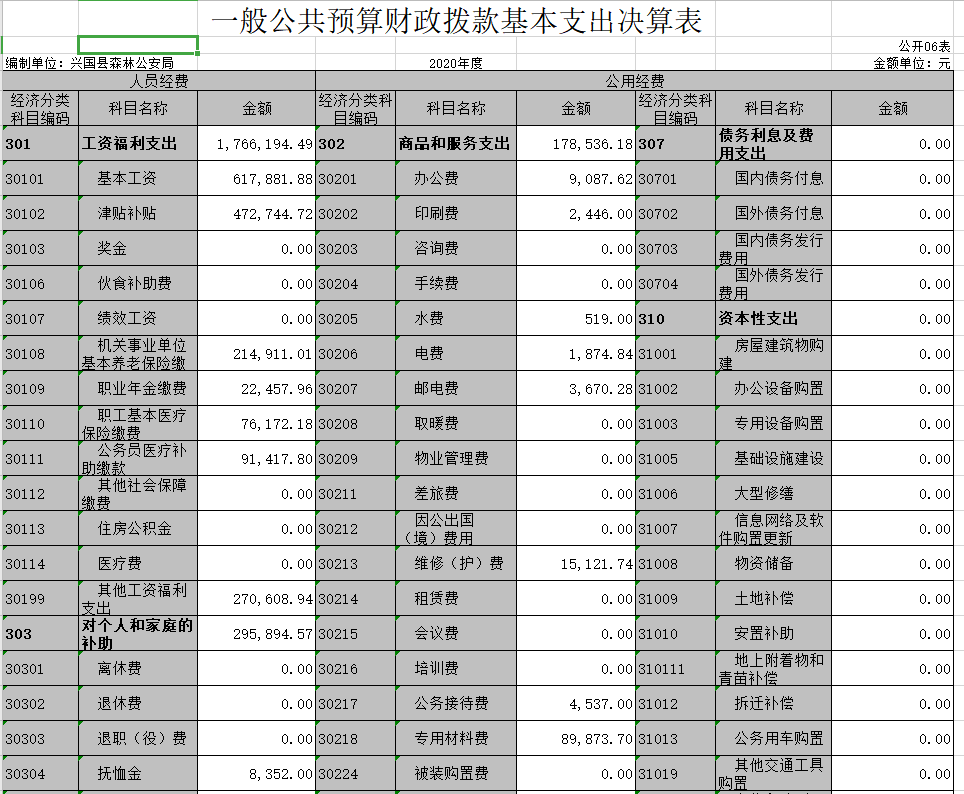 一般公共预算财政拨款基本支出决算表
公开06表
编制单位：兴国县森林公安局 2020年度 金额单位：元
人员经费 公用经费
经济分类科目编码 科目名称 金额 经济分类科目编码 科目名称 金额 经济分类科目编码 科目名称 金额
301 工资福利支出 1,766,194.49 302 商品和服务支出 178,536.18 307 债务利息及费用支出 0.00
30101 基本工资 617,881.88 30201 办公费 9,087.62 30701 国内债务付息 0.00
30102 津贴补贴 472,744.72 30202 印刷费 2,446.00 30702 国外债务付息 0.00
30103 奖金 0.00 30203 咨询费 0.00 30703 国内债务发行费用 0.00
30106 伙食补助费 0.00 30204 手续费 0.00 30704 国外债务发行费用 0.00
30107 绩效工资 0.00 30205 水费 519.00 310 资本性支出 0.00
30108 机关事业单位基本养老保险缴 214,911.01 30206 电费 1,874.84 31001 房屋建筑物购建 0.00
30109 职业年金缴费 22,457.96 30207 邮电费 3,670.28 31002 办公设备购置 0.00
30110 职工基本医疗保险缴费 76,172.18 30208 取暖费 0.00 31003 专用设备购置 0.00
30111 公务员医疗补助缴款 91,417.80 30209 物业管理费 0.00 31005 基础设施建设 0.00
30112 其他社会保障缴费 0.00 30211 差旅费 0.00 31006 大型修缮 0.00
30113 住房公积金 0.00 30212 因公出国（境）费用 0.00 31007 信息网络及软件购置更新 0.00
30114 医疗费 0.00 30213 维修（护）费 15,121.74 31008 物资储备 0.00
30199 其他工资福利支出 270,608.94 30214 租赁费 0.00 31009 土地补偿 0.00
303 对个人和家庭的补助 295,894.57 30215 会议费 0.00 31010 安置补助 0.00
30301 离休费 0.00 30216 培训费 0.00 310111 地上附着物和青苗补偿 0.00
30302 退休费 0.00 30217 公务接待费 4,537.00 31012 拆迁补偿 0.00
30303 退职（役）费 0.00 30218 专用材料费 89,873.70 31013 公务用车购置 0.00
30304 抚恤金 8,352.00 30224 被装购置费 0.00 31019 其他交通工具购置 0.00